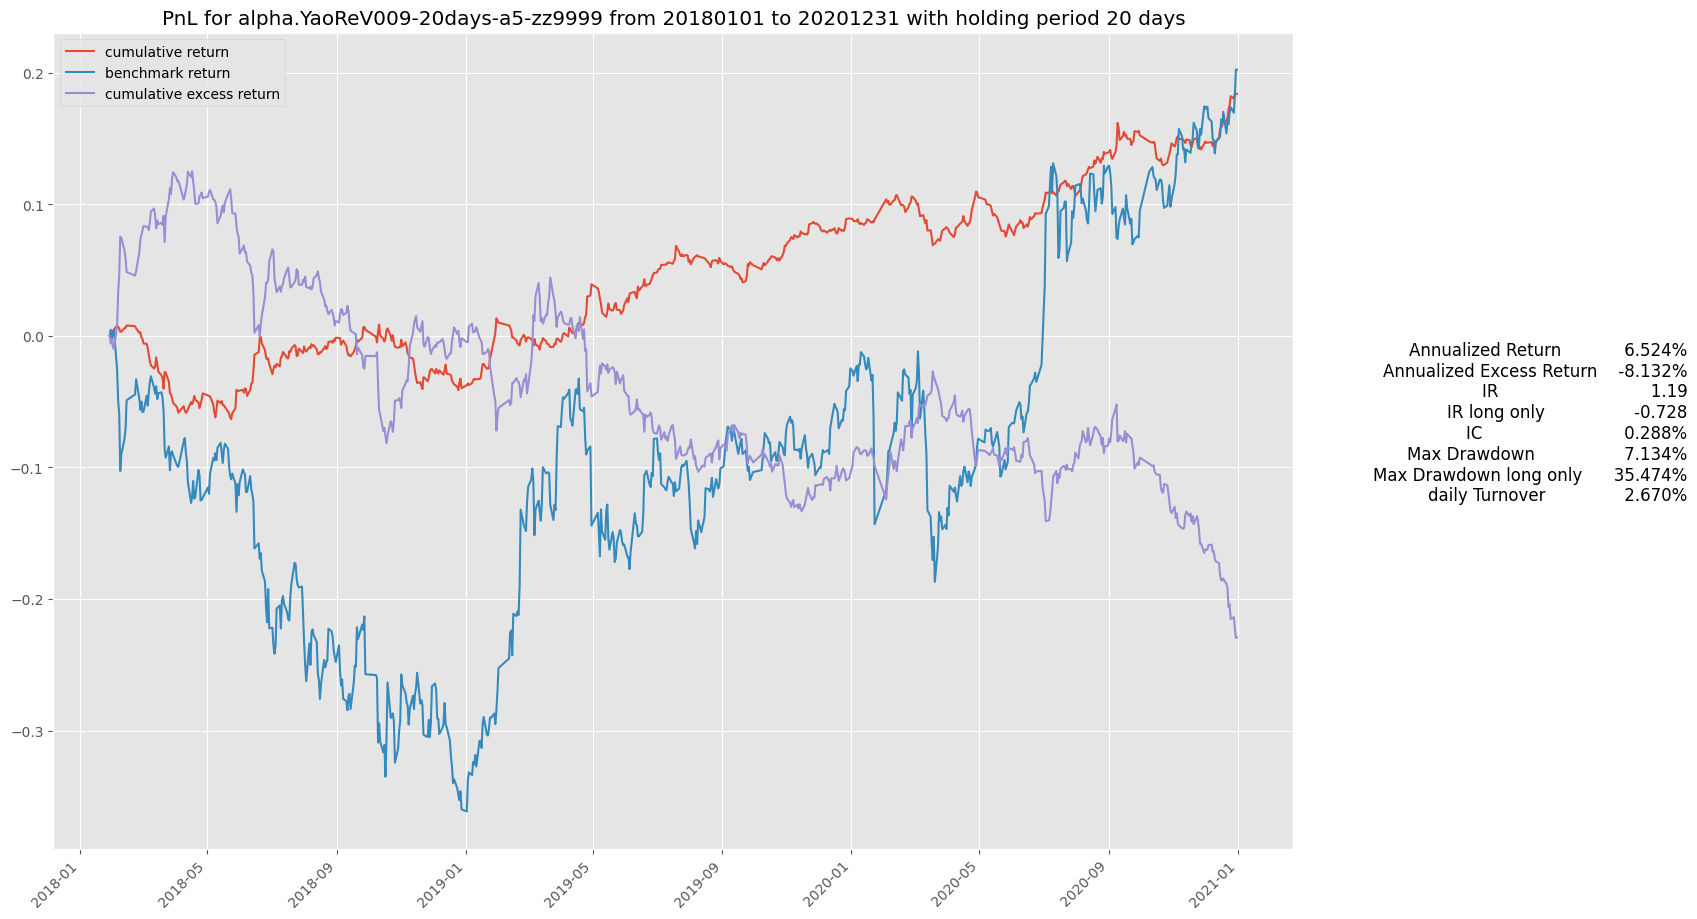 PnL for alpha.YaoReV009-20days-a5-zz9999 from 20180101 to 20201231 with holding period 20 days
cumulative return
benchmark return
cumulative excess return
0.2
0.1
0.0
−0.1
−0.2
−0.3
2018-01
2018-05
2018-09
2019-01
2019-05
2019-09
2020-01
2020-05
2020-09
2021-01
Annualized Return 6.524%
Annualized Excess Return -8.132%
IR 1.19
IR long only -0.728
IC 0.288%
Max Drawdown 7.134%
Max Drawdown long only 35.474%
daily Turnover 2.670%